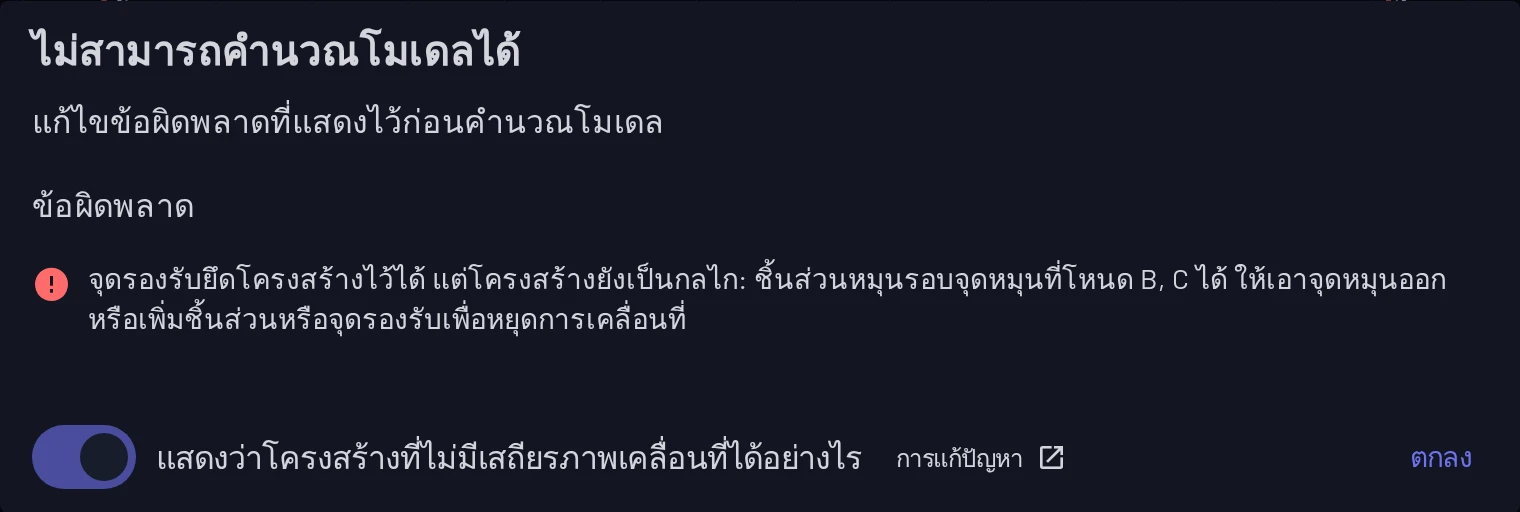 ไม่สามารถคำนวณโมเดลได้
แก้ไขข้อผิดพลาดที่แสดงไว้ก่อนคำนวณโมเดล
ข้อผิดพลาด
จุดรองรับยึดโครงสร้างไว้ได้ แต่โครงสร้างยังเป็นกลไก: ชิ้นส่วนหมุนรอบจุดหมุนที่โหนด B, C ได้ ให้เอาจุดหมุนออก
หรือเพิ่มชิ้นส่วนหรือจุดรองรับเพื่อหยุดการเคลื่อนที่
แสดงว่าโครงสร้างที่ไม่มีเสถียรภาพเคลื่อนที่ได้อย่างไร การแก้ปัญหา ตกลง